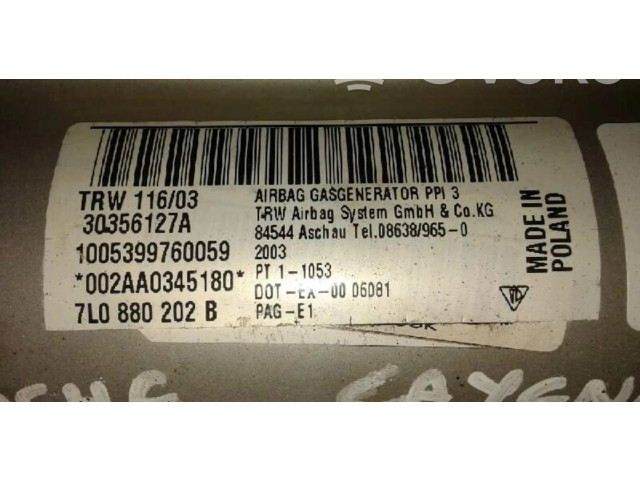 TRW 116/03
30356127A
1005399760059
*002AA0345180*
7L0 880 202 B
AIRBAG GASGENERATOR PPI 3
TRW Airbag System GmbH & Co.KG
84544 Aschau Tel.08638/965-0
2003
PT 1-1053
DOT-EX-00 06081
PAG-E1
MADE IN
POLAND